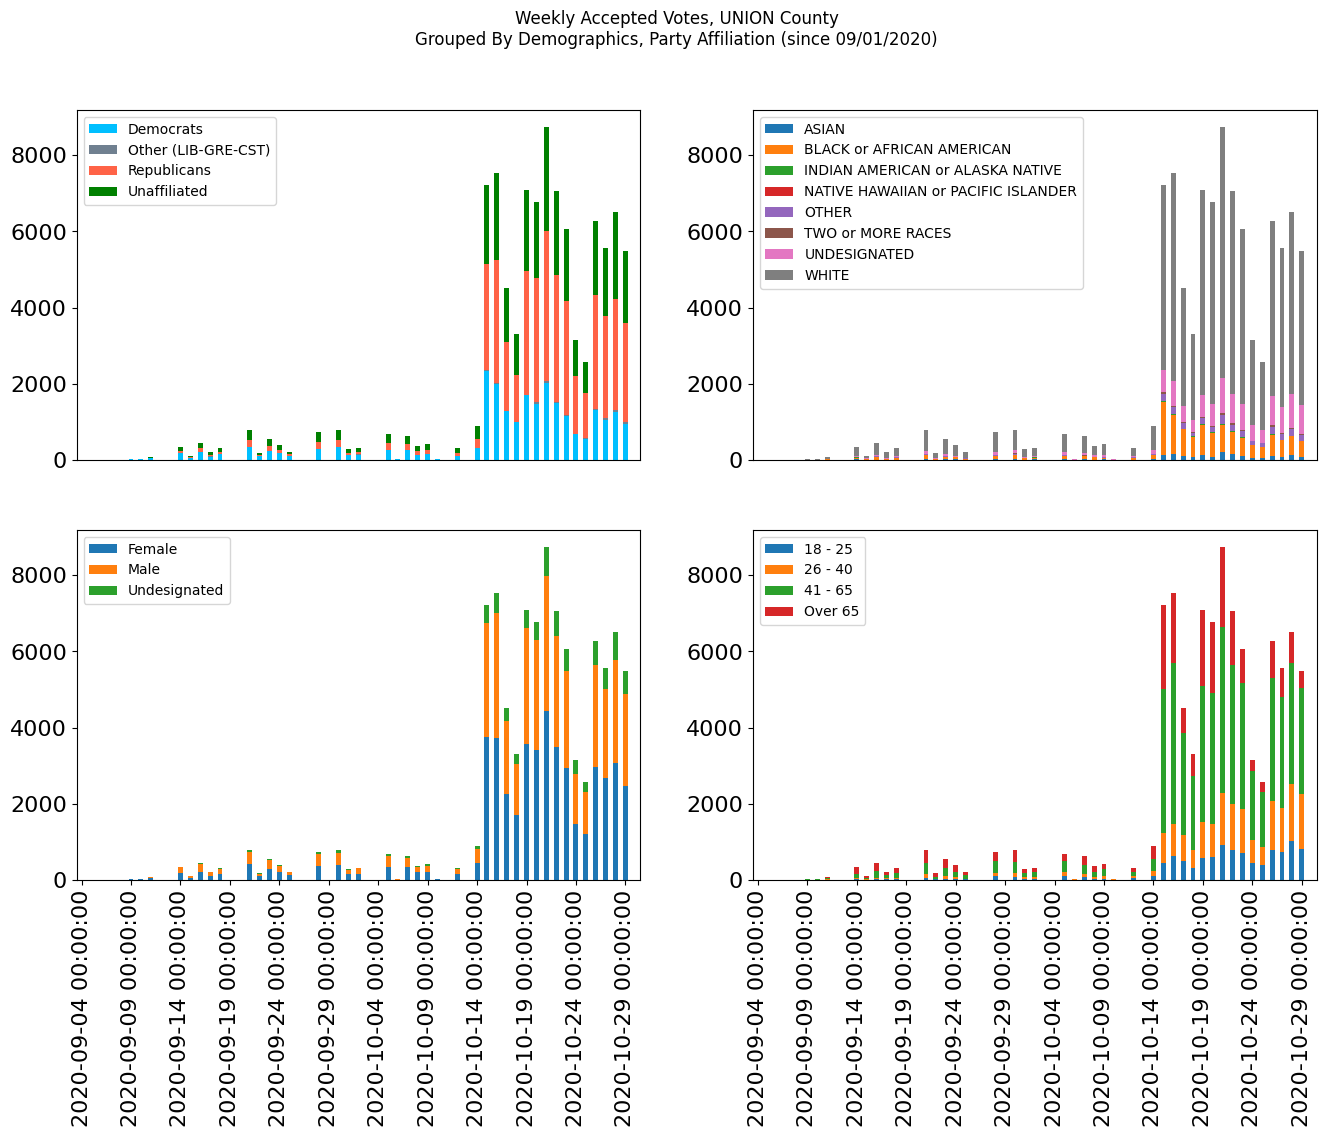 Weekly Accepted Votes, UNION County
Grouped By Demographics, Party Affiliation (since 09/01/2020)
Democrats
Other (LIB-GRE-CST)
Republicans
Unaffiliated
8000
6000
4000
2000
0
ASIAN
BLACK or AFRICAN AMERICAN
INDIAN AMERICAN or ALASKA NATIVE
NATIVE HAWAIIAN or PACIFIC ISLANDER
OTHER
TWO or MORE RACES
UNDESIGNATED
WHITE
8000
6000
4000
2000
0
Female
Male
Undesignated
8000
6000
4000
2000
0
2020-09-04 00:00:00
2020-09-09 00:00:00
2020-09-14 00:00:00
2020-09-19 00:00:00
2020-09-24 00:00:00
2020-09-29 00:00:00
2020-10-04 00:00:00
2020-10-09 00:00:00
2020-10-14 00:00:00
2020-10-19 00:00:00
2020-10-24 00:00:00
2020-10-29 00:00:00
18 - 25
26 - 40
41 - 65
Over 65
8000
6000
4000
2000
0
2020-09-04 00:00:00
2020-09-09 00:00:00
2020-09-14 00:00:00
2020-09-19 00:00:00
2020-09-24 00:00:00
2020-09-29 00:00:00
2020-10-04 00:00:00
2020-10-09 00:00:00
2020-10-14 00:00:00
2020-10-19 00:00:00
2020-10-24 00:00:00
2020-10-29 00:00:00